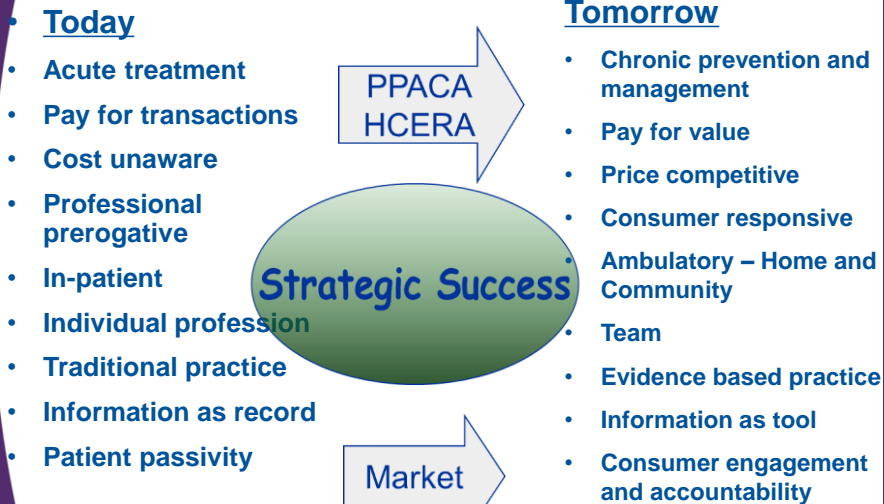 Today
• Acute treatment
• Pay for transactions
• Cost unaware
• Professional
prerogative
• In-patient
• Individual profession
• Traditional practice
• Information as record
• Patient passivity
PPACA
HCERA
Strategic Success
Market
Tomorrow
• Chronic prevention and
management
• Pay for value
• Price competitive
• Consumer responsive
• Ambulatory – Home and
Community
• Team
• Evidence based practice
• Information as tool
• Consumer engagement
and accountability